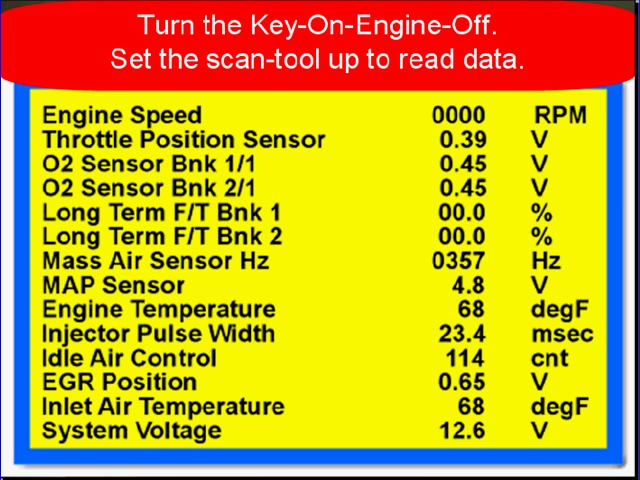 Turn the Key-On-Engine-Off.
Set the scan-tool up to read data.
Engine Speed 0000 RPM
Throttle Position Sensor 0.39 V
O2 Sensor Bnk 1/1 0.45 V
O2 Sensor Bnk 2/1 0.45 V
Long Term F/T Bnk 1 00.0 %
Long Term F/T Bnk 2 00.0 %
Mass Air Sensor Hz 0357 Hz
MAP Sensor 4.8 V
Engine Temperature 68 degF
Injector Pulse Width 23.4 msec
Idle Air Control 114 cnt
EGR Position 0.65 V
Inlet Air Temperature 68 degF
System Voltage 12.6 V